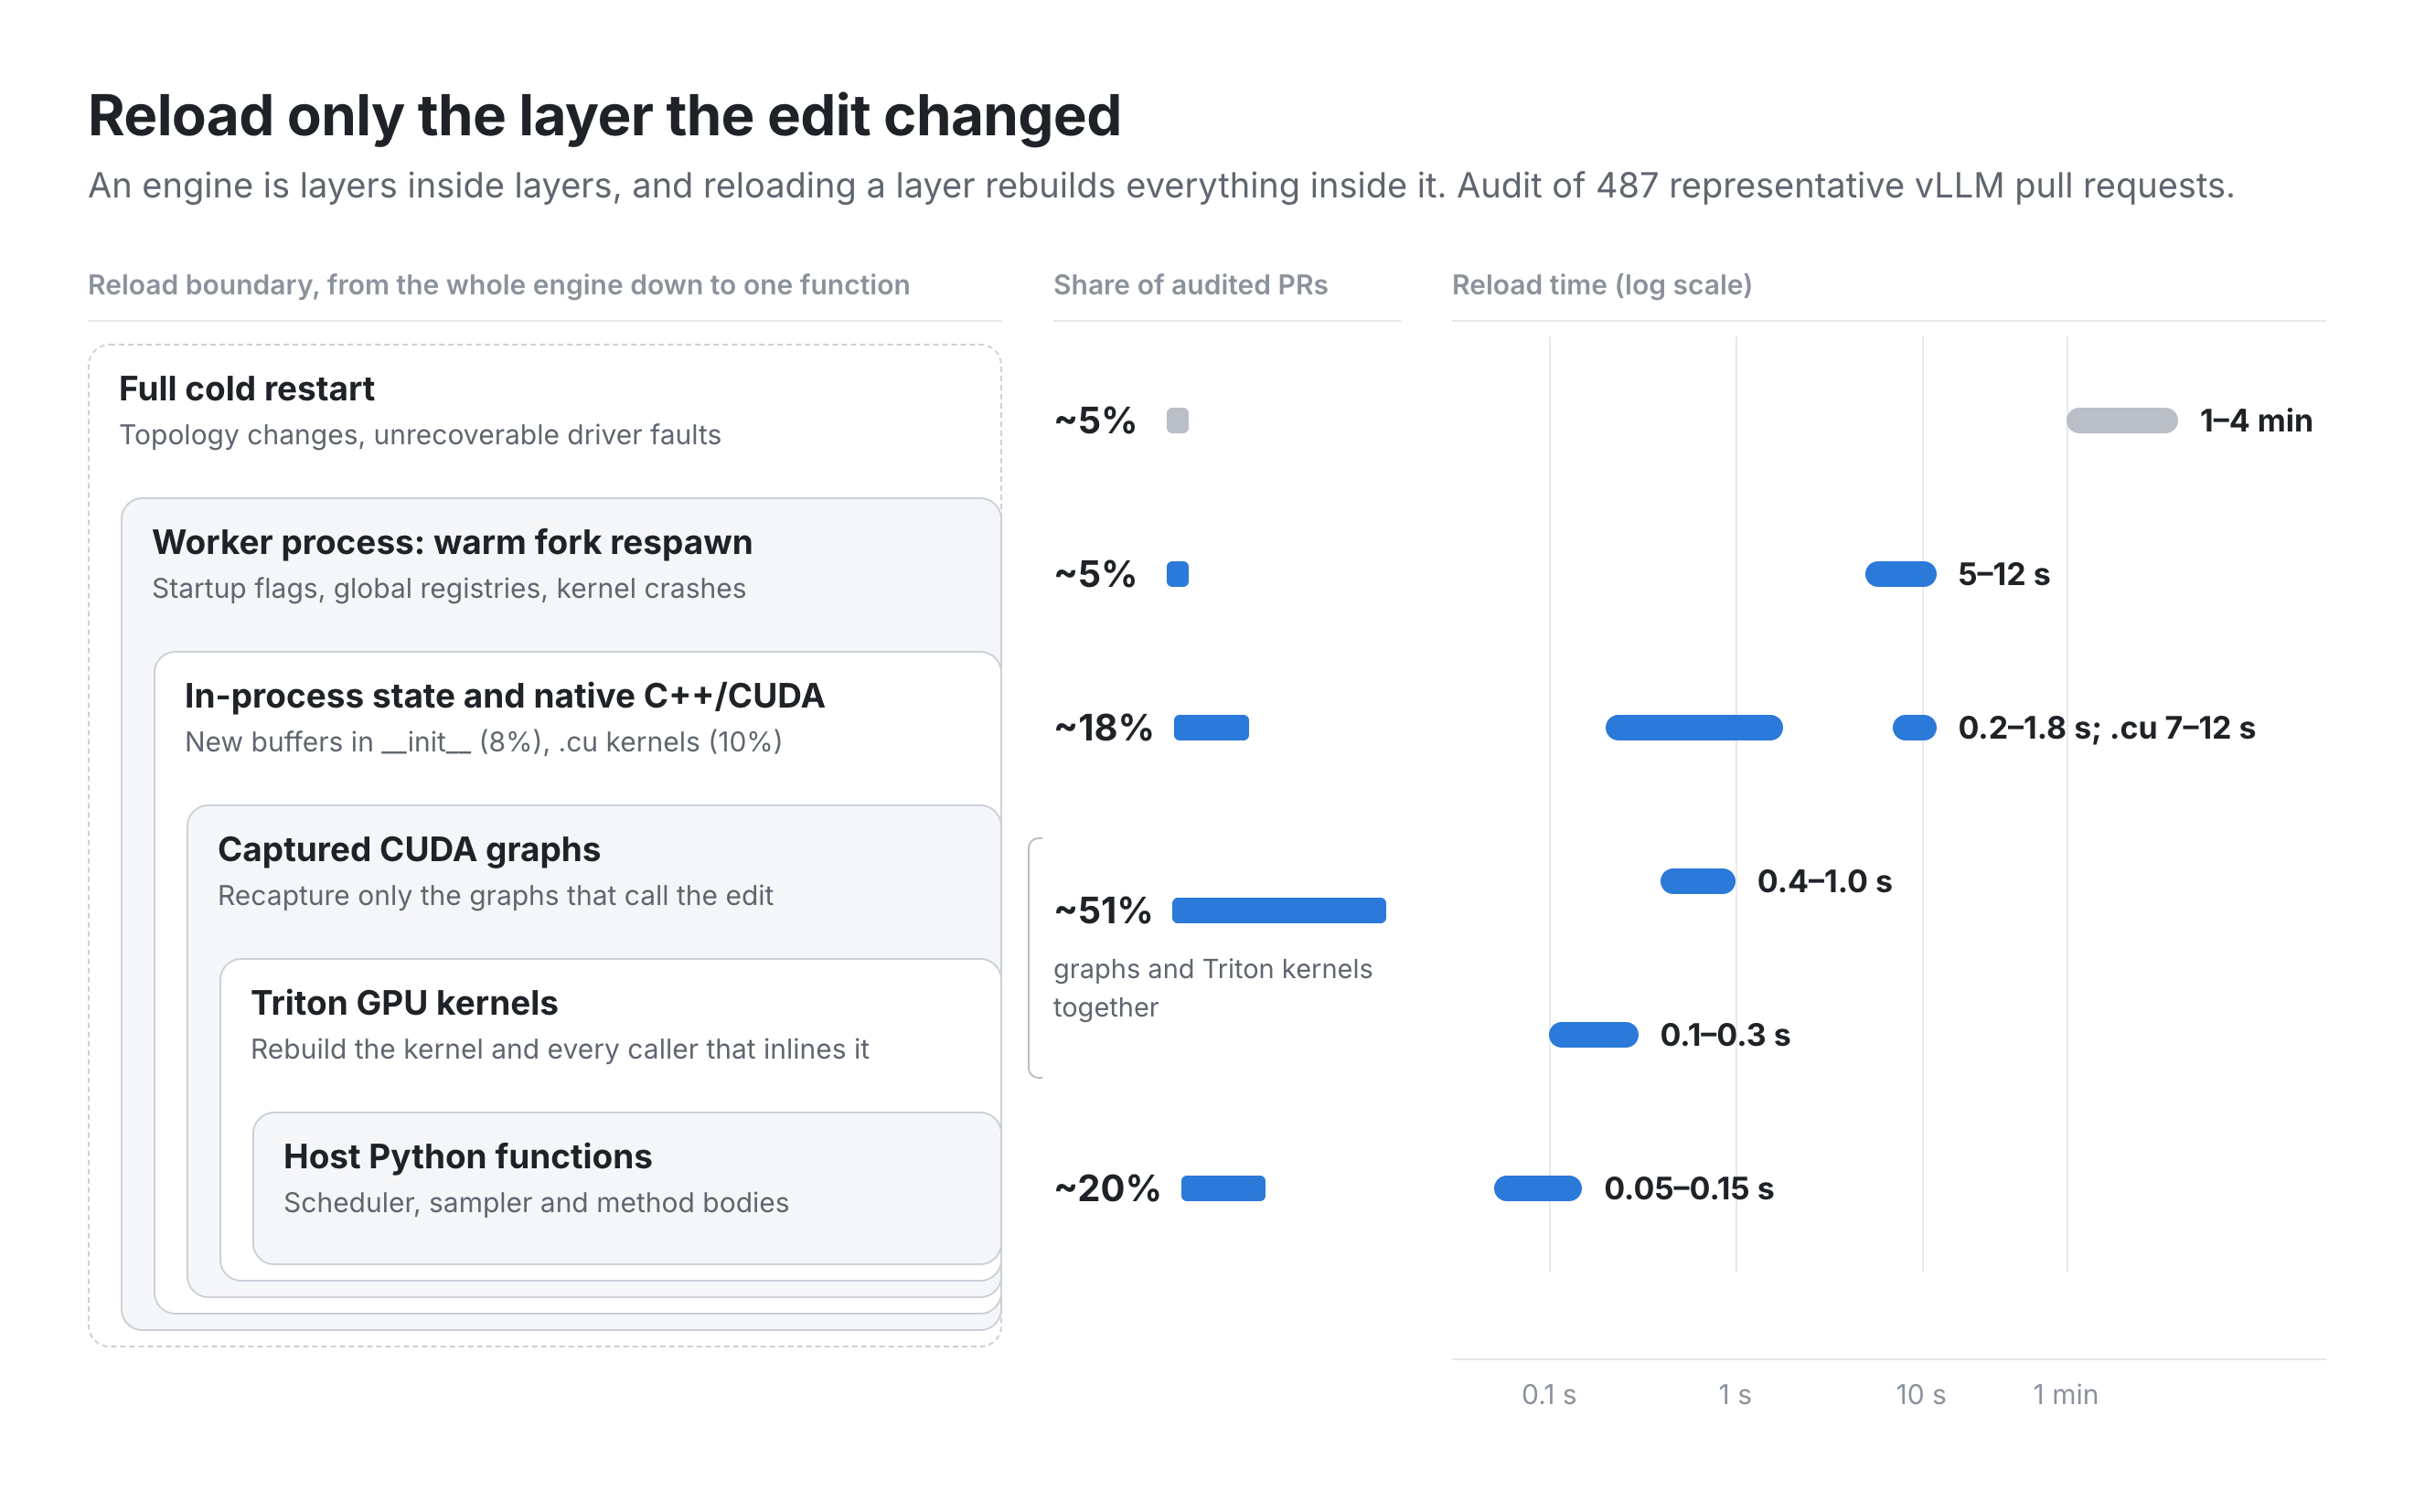 Reload only the layer the edit changed
An engine is layers inside layers, and reloading a layer rebuilds everything inside it. Audit of 487 representative vLLM pull requests.
Reload boundary, from the whole engine down to one function
Share of audited PRs
Reload time (log scale)
Full cold restart
Topology changes, unrecoverable driver faults
~5%
1–4 min
Worker process: warm fork respawn
Startup flags, global registries, kernel crashes
~5%
5–12 s
In-process state and native C++/CUDA
New buffers in __init__ (8%), .cu kernels (10%)
~18%
0.2–1.8 s; .cu 7–12 s
Captured CUDA graphs
Recapture only the graphs that call the edit
0.4–1.0 s
~51%
graphs and Triton kernels
together
Triton GPU kernels
Rebuild the kernel and every caller that inlines it
0.1–0.3 s
Host Python functions
Scheduler, sampler and method bodies
~20%
0.05–0.15 s
0.1 s
1 s
10 s
1 min